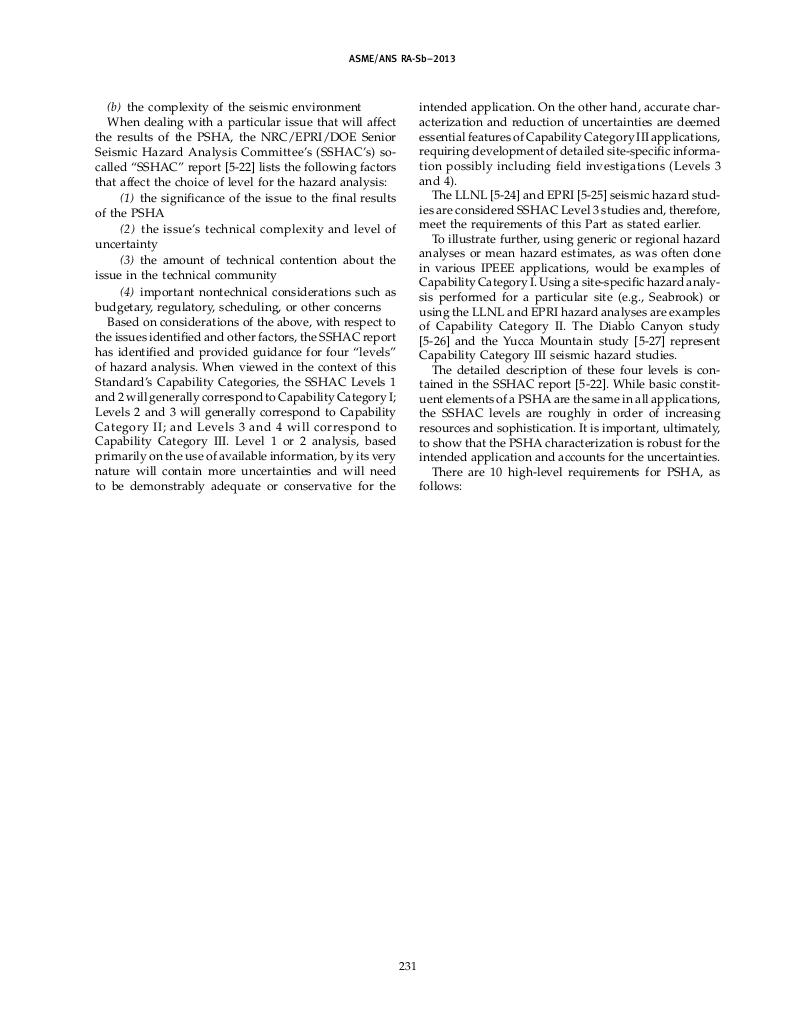 ASME/ANS RA-Sb–2013
(b) the complexity of the seismic environment
When dealing with a particular issue that will affect
the results of the PSHA, the NRC/EPRI/DOE Senior
Seismic Hazard Analysis Committee's (SSHAC's) so-
called “SSHAC” report [5-22] lists the following factors
that affect the choice of level for the hazard analysis:
(1) the significance of the issue to the final results
of the PSHA
(2) the issue's technical complexity and level of
uncertainty
(3) the amount of technical contention about the
issue in the technical community
(4) important nontechnical considerations such as
budgetary, regulatory, scheduling, or other concerns
Based on considerations of the above, with respect to
the issues identified and other factors, the SSHAC report
has identified and provided guidance for four “levels”
of hazard analysis. When viewed in the context of this
Standard's Capability Categories, the SSHAC Levels 1
and 2 will generally correspond to Capability Category I;
Levels 2 and 3 will generally correspond to Capability
Category II; and Levels 3 and 4 will correspond to
Capability Category III. Level 1 or 2 analysis, based
primarily on the use of available information, by its very
nature will contain more uncertainties and will need
to be demonstrably adequate or conservative for the
intended application. On the other hand, accurate char-
acterization and reduction of uncertainties are deemed
essential features of Capability Category III applications,
requiring development of detailed site-specific informa-
tion possibly including field investigations (Levels 3
and 4).
The LLNL [5-24] and EPRI [5-25] seismic hazard stud-
ies are considered SSHAC Level 3 studies and, therefore,
meet the requirements of this Part as stated earlier.
To illustrate further, using generic or regional hazard
analyses or mean hazard estimates, as was often done
in various IPEEE applications, would be examples of
Capability Category I. Using a site-specific hazard analy-
sis performed for a particular site (e.g., Seabrook) or
using the LLNL and EPRI hazard analyses are examples
of Capability Category II. The Diablo Canyon study
[5-26] and the Yucca Mountain study [5-27] represent
Capability Category III seismic hazard studies.
The detailed description of these four levels is con-
tained in the SSHAC report [5-22]. While basic constit-
uent elements of a PSHA are the same in all applications,
the SSHAC levels are roughly in order of increasing
resources and sophistication. It is important, ultimately,
to show that the PSHA characterization is robust for the
intended application and accounts for the uncertainties.
There are 10 high-level requirements for PSHA, as
follows:
231